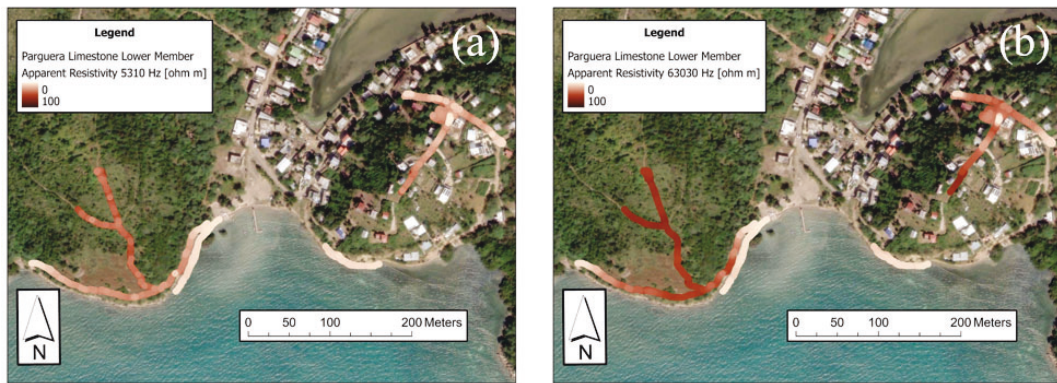 (a)
Legend
Parguera Limestone Lower Member
Apparent Resistivity 5310 Hz [ohm m]
0
100
N
0 50 100 200 Meters
(b)
Legend
Parguera Limestone Lower Member
Apparent Resistivity 63030 Hz [ohm m]
0
100
N
0 50 100 200 Meters